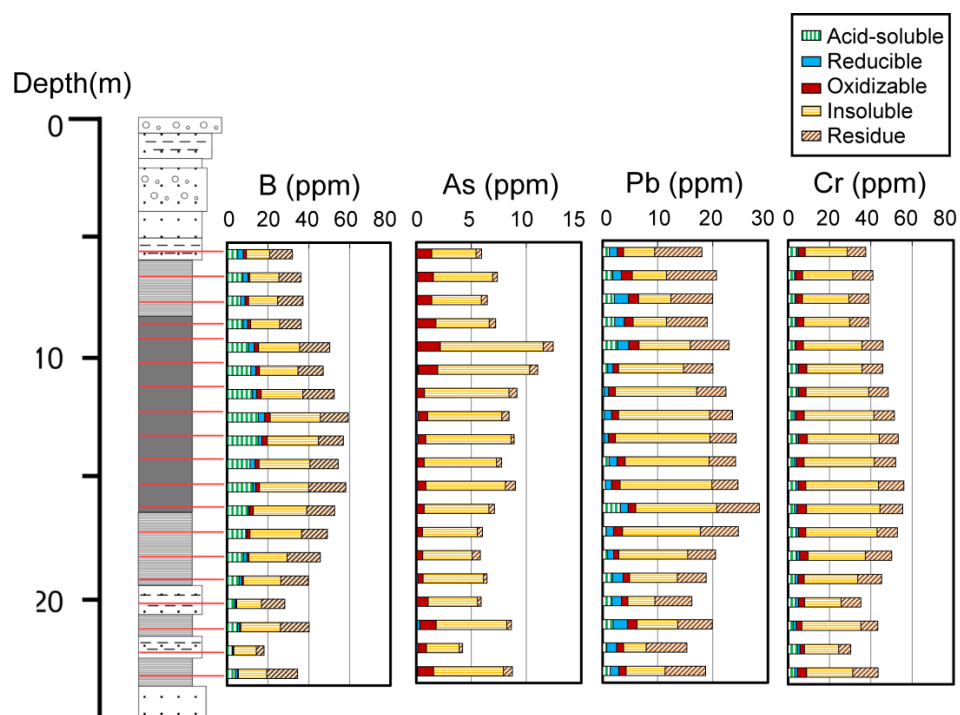 Acid-soluble
Reducible
Oxidizable
Insoluble
Residue
Depth(m)
0
10
20
B (ppm)
0 20 40 60 80
As (ppm)
0 5 10 15
Pb (ppm)
0 10 20 30
Cr (ppm)
0 20 40 60 80